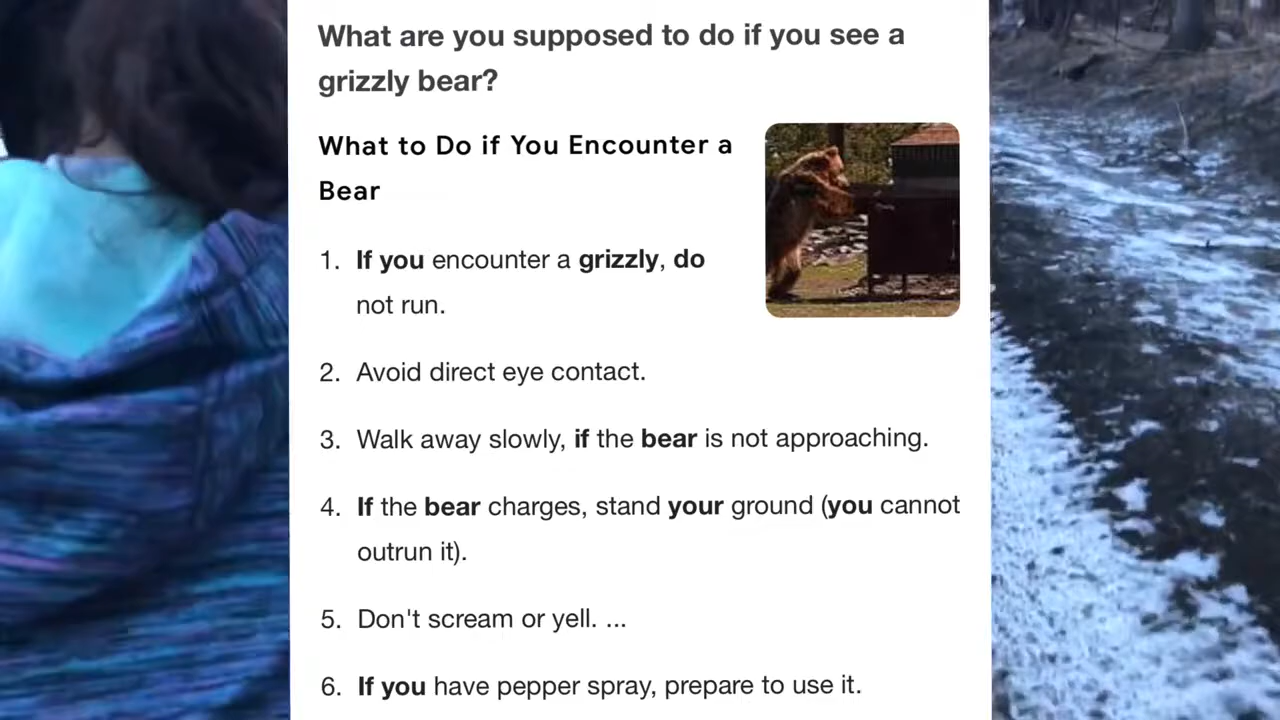 What are you supposed to do if you see a
grizzly bear?
What to Do if You Encounter a
Bear
1. If you encounter a grizzly, do
not run.
2. Avoid direct eye contact.
3. Walk away slowly, if the bear is not approaching.
4. If the bear charges, stand your ground (you cannot
outrun it).
5. Don't scream or yell. ...
6. If you have pepper spray, prepare to use it.